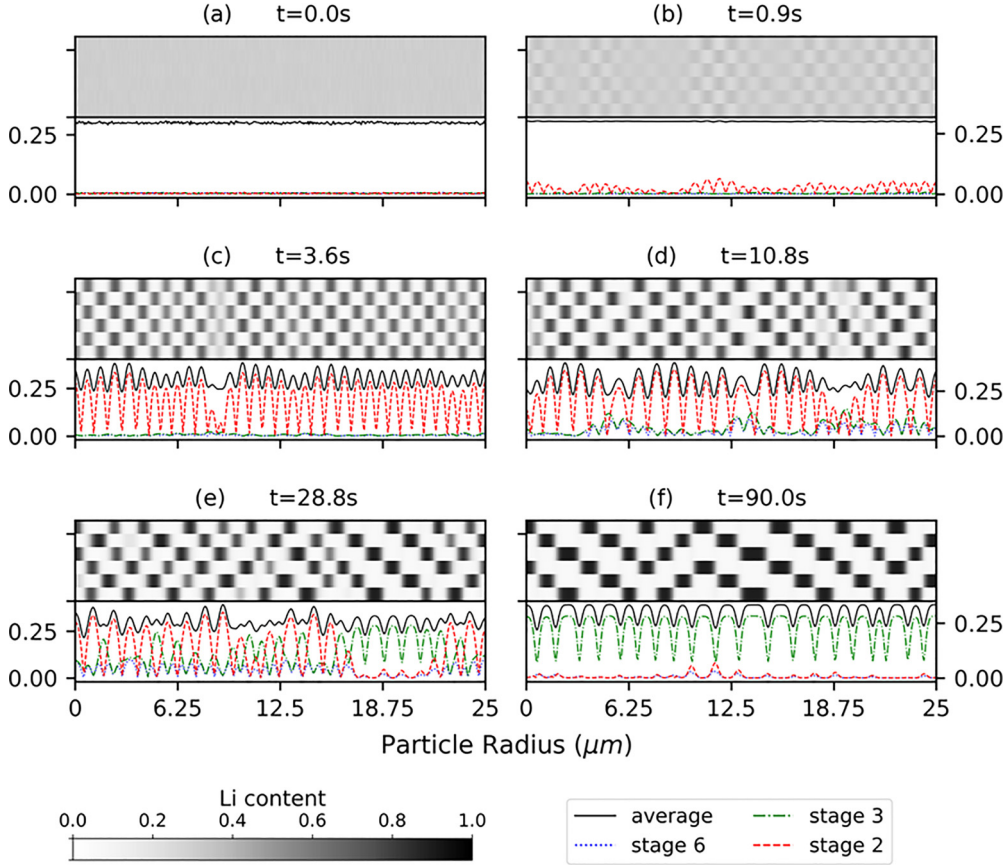 (a) t=0.0s
(b) t=0.9s
0.25
0.00
0.25
0.00
(c) t=3.6s
(d) t=10.8s
0.25
0.00
0.25
0.00
(e) t=28.8s
(f) t=90.0s
0.25
0.00
0.25
0.00
0 6.25 12.5 18.75 25
0 6.25 12.5 18.75 25
Particle Radius (μm)
Li content
0.0 0.2 0.4 0.6 0.8 1.0
average
stage 6
stage 3
stage 2